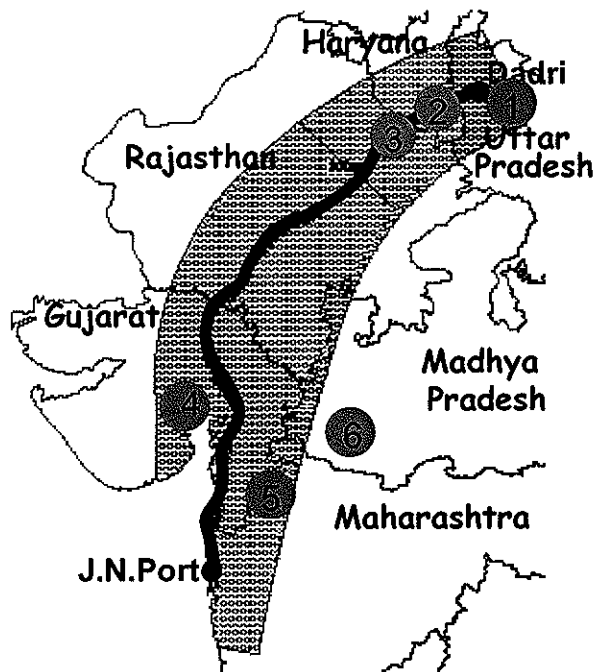 Haryana
Dadri
1
2
3
Uttar
Pradesh
Rajasthan
Gujarat
Madhya
Pradesh
4
6
5
Maharashtra
J.N.Port